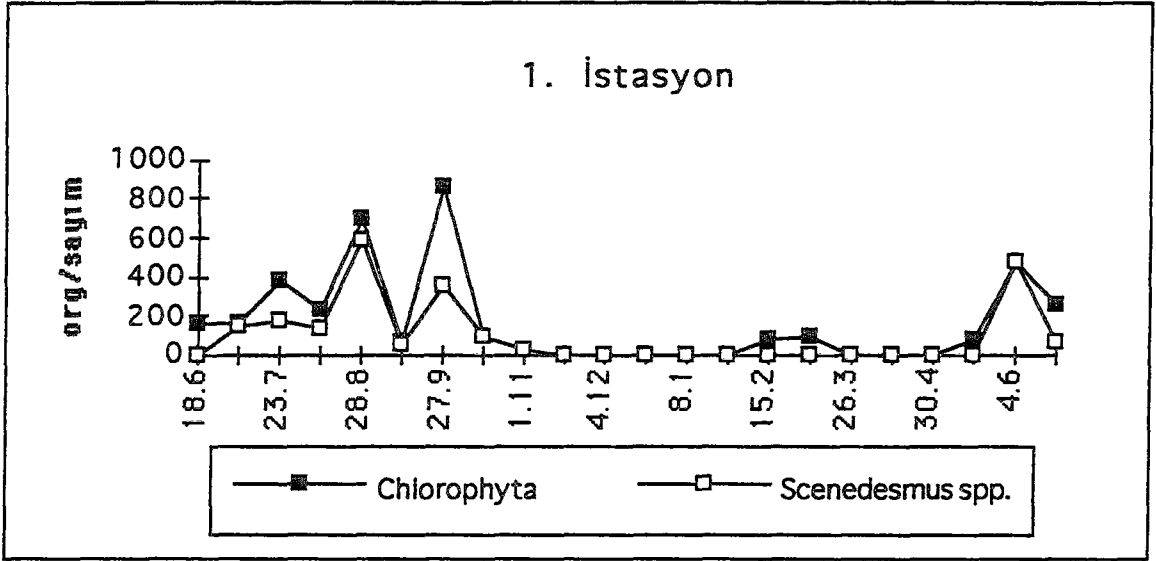 1. İstasyon
org/sayım
1000
800
600
400
200
0
18.6 23.7 28.8 27.9 1.11 4.12 8.1 15.2 26.3 30.4 4.6
Chlorophyta Scenedesmus spp.